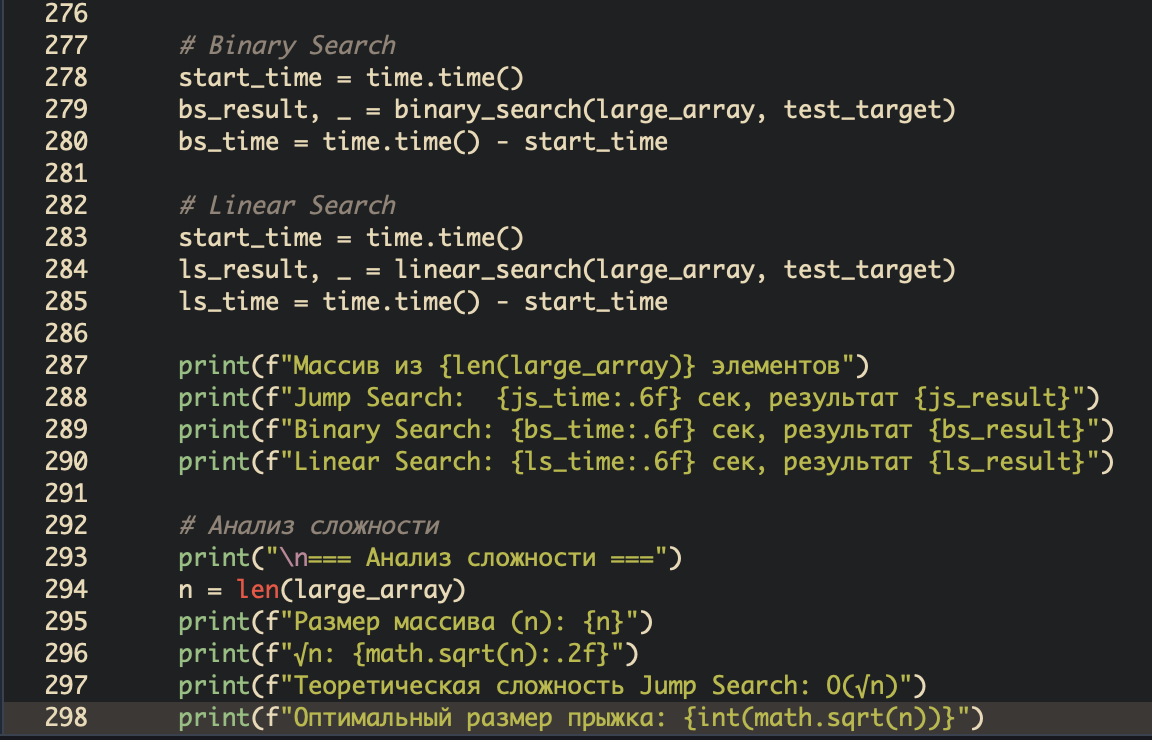 276
277 # Binary Search
278 start_time = time.time()
279 bs_result, _ = binary_search(large_array, test_target)
280 bs_time = time.time() - start_time
281
282 # Linear Search
283 start_time = time.time()
284 ls_result, _ = linear_search(large_array, test_target)
285 ls_time = time.time() - start_time
286
287 print(f"Массив из {len(large_array)} элементов")
288 print(f"Jump Search:  {js_time:.6f} сек, результат {js_result}")
289 print(f"Binary Search: {bs_time:.6f} сек, результат {bs_result}")
290 print(f"Linear Search: {ls_time:.6f} сек, результат {ls_result}")
291
292 # Анализ сложности
293 print("\n=== Анализ сложности ===")
294 n = len(large_array)
295 print(f"Размер массива (n): {n}")
296 print(f"√n: {math.sqrt(n):.2f}")
297 print(f"Теоретическая сложность Jump Search: O(√n)")
298 print(f"Оптимальный размер прыжка: {int(math.sqrt(n))}")